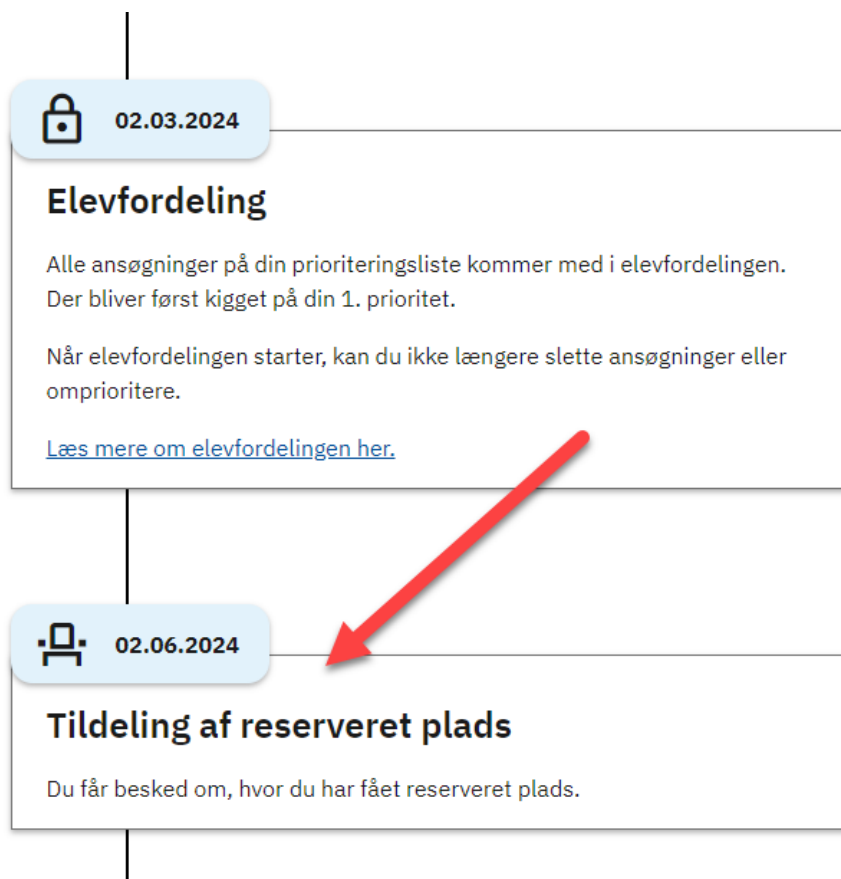 02.03.2024
Elevfordeling
Alle ansøgninger på din prioriteringsliste kommer med i elevfordelingen.
Der bliver først kigget på din 1. prioritet.
Når elevfordelingen starter, kan du ikke længere slette ansøgninger eller
omprioritere.
Læs mere om elevfordelingen her.
02.06.2024
Tildeling af reserveret plads
Du får besked om, hvor du har fået reserveret plads.